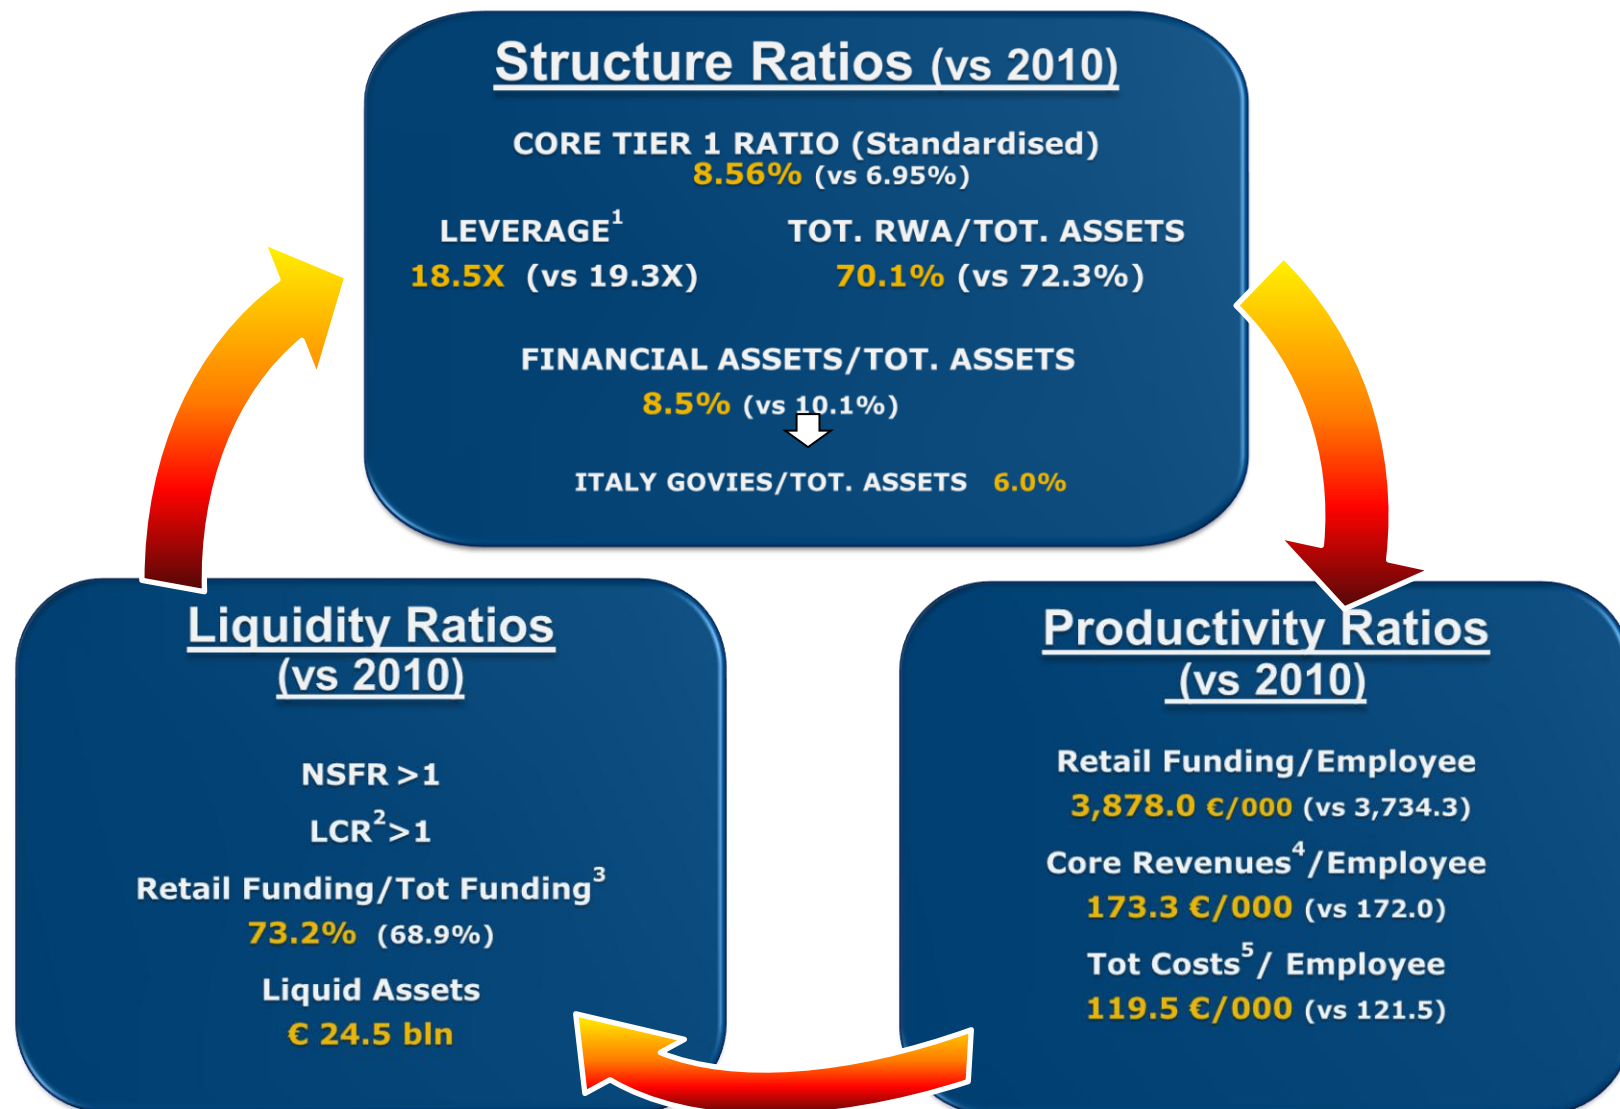 Structure Ratios (vs 2010)
CORE TIER 1 RATIO (Standardised)
8.56% (vs 6.95%)
LEVERAGE1
18.5X (vs 19.3X)
TOT. RWA/TOT. ASSETS
70.1% (vs 72.3%)
FINANCIAL ASSETS/TOT. ASSETS
8.5% (vs 10.1%)
ITALY GOVIES/TOT. ASSETS 6.0%
Liquidity Ratios
(vs 2010)
NSFR >1
LCR2>1
Retail Funding/Tot Funding3
73.2% (68.9%)
Liquid Assets
€ 24.5 bln
Productivity Ratios
(vs 2010)
Retail Funding/Employee
3,878.0 €/000 (vs 3,734.3)
Core Revenues4/Employee
173.3 €/000 (vs 172.0)
Tot Costs5/ Employee
119.5 €/000 (vs 121.5)